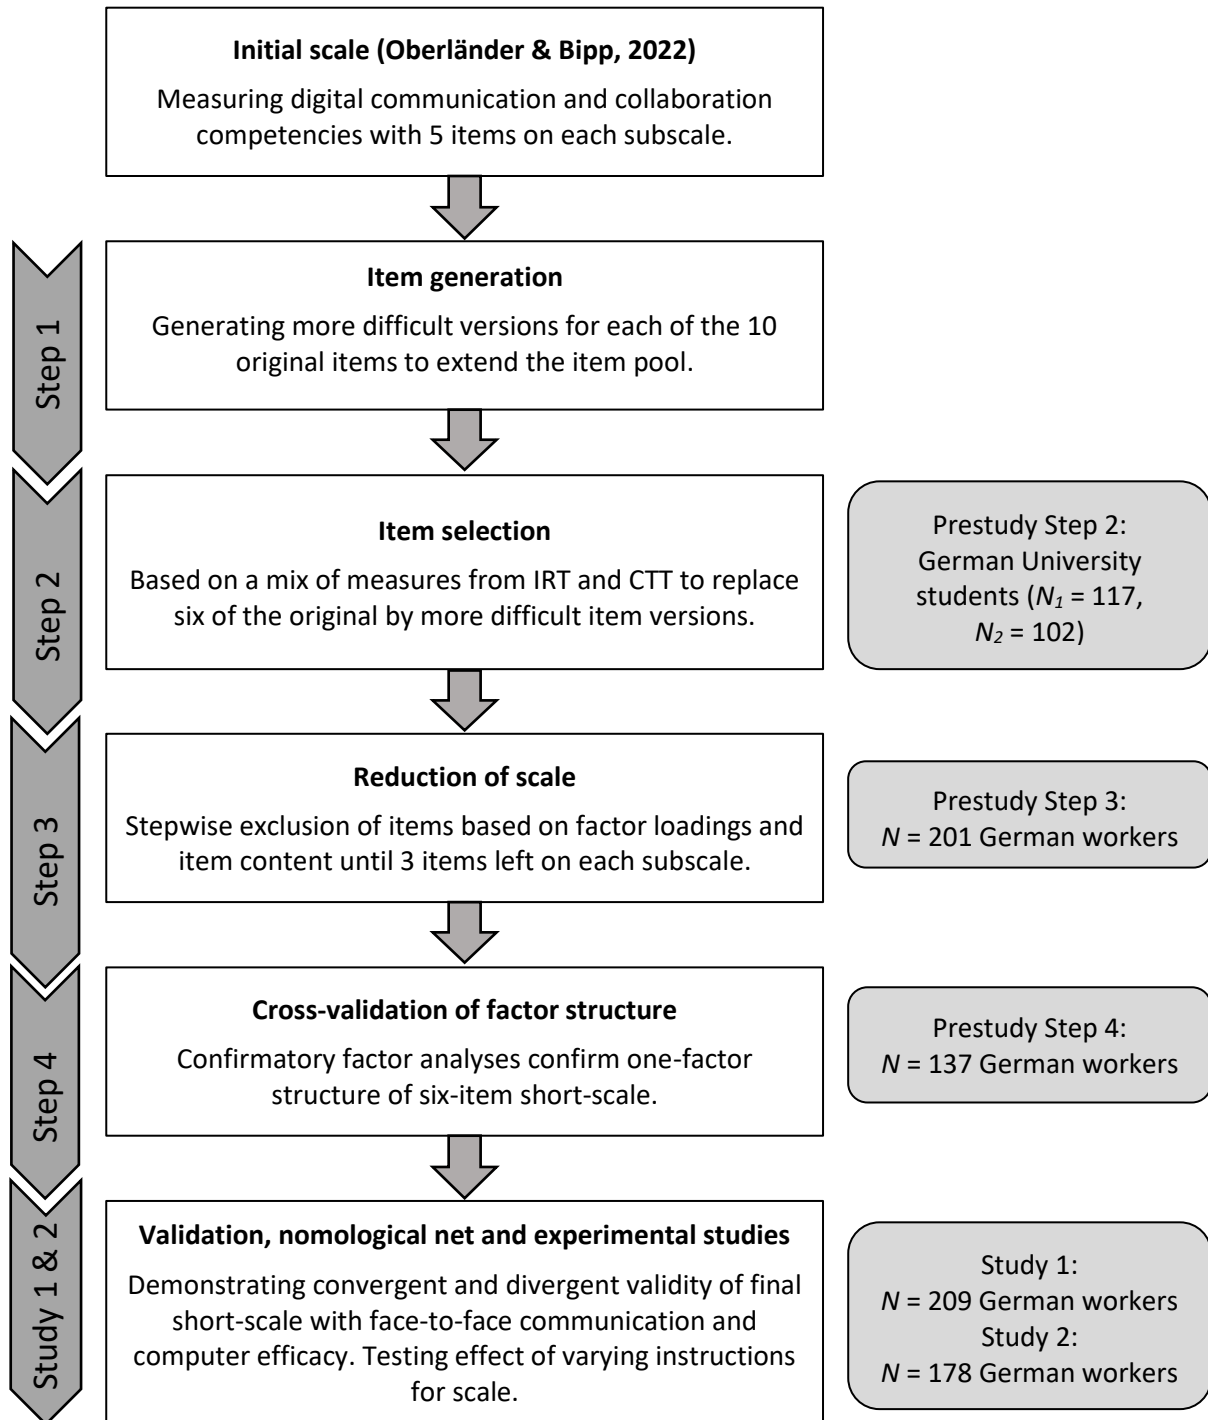 Initial scale (Oberländer & Bipp, 2022)
Measuring digital communication and collaboration
competencies with 5 items on each subscale.
Step 1
Item generation
Generating more difficult versions for each of the 10
original items to extend the item pool.
Step 2
Item selection
Based on a mix of measures from IRT and CTT to replace
six of the original by more difficult item versions.
Prestudy Step 2:
German University
students (N1 = 117,
N2 = 102)
Step 3
Reduction of scale
Stepwise exclusion of items based on factor loadings and
item content until 3 items left on each subscale.
Prestudy Step 3:
N = 201 German workers
Step 4
Cross-validation of factor structure
Confirmatory factor analyses confirm one-factor
structure of six-item short-scale.
Prestudy Step 4:
N = 137 German workers
Study 1 & 2
Validation, nomological net and experimental studies
Demonstrating convergent and divergent validity of final
short-scale with face-to-face communication and
computer efficacy. Testing effect of varying instructions
for scale.
Study 1:
N = 209 German workers
Study 2:
N = 178 German workers